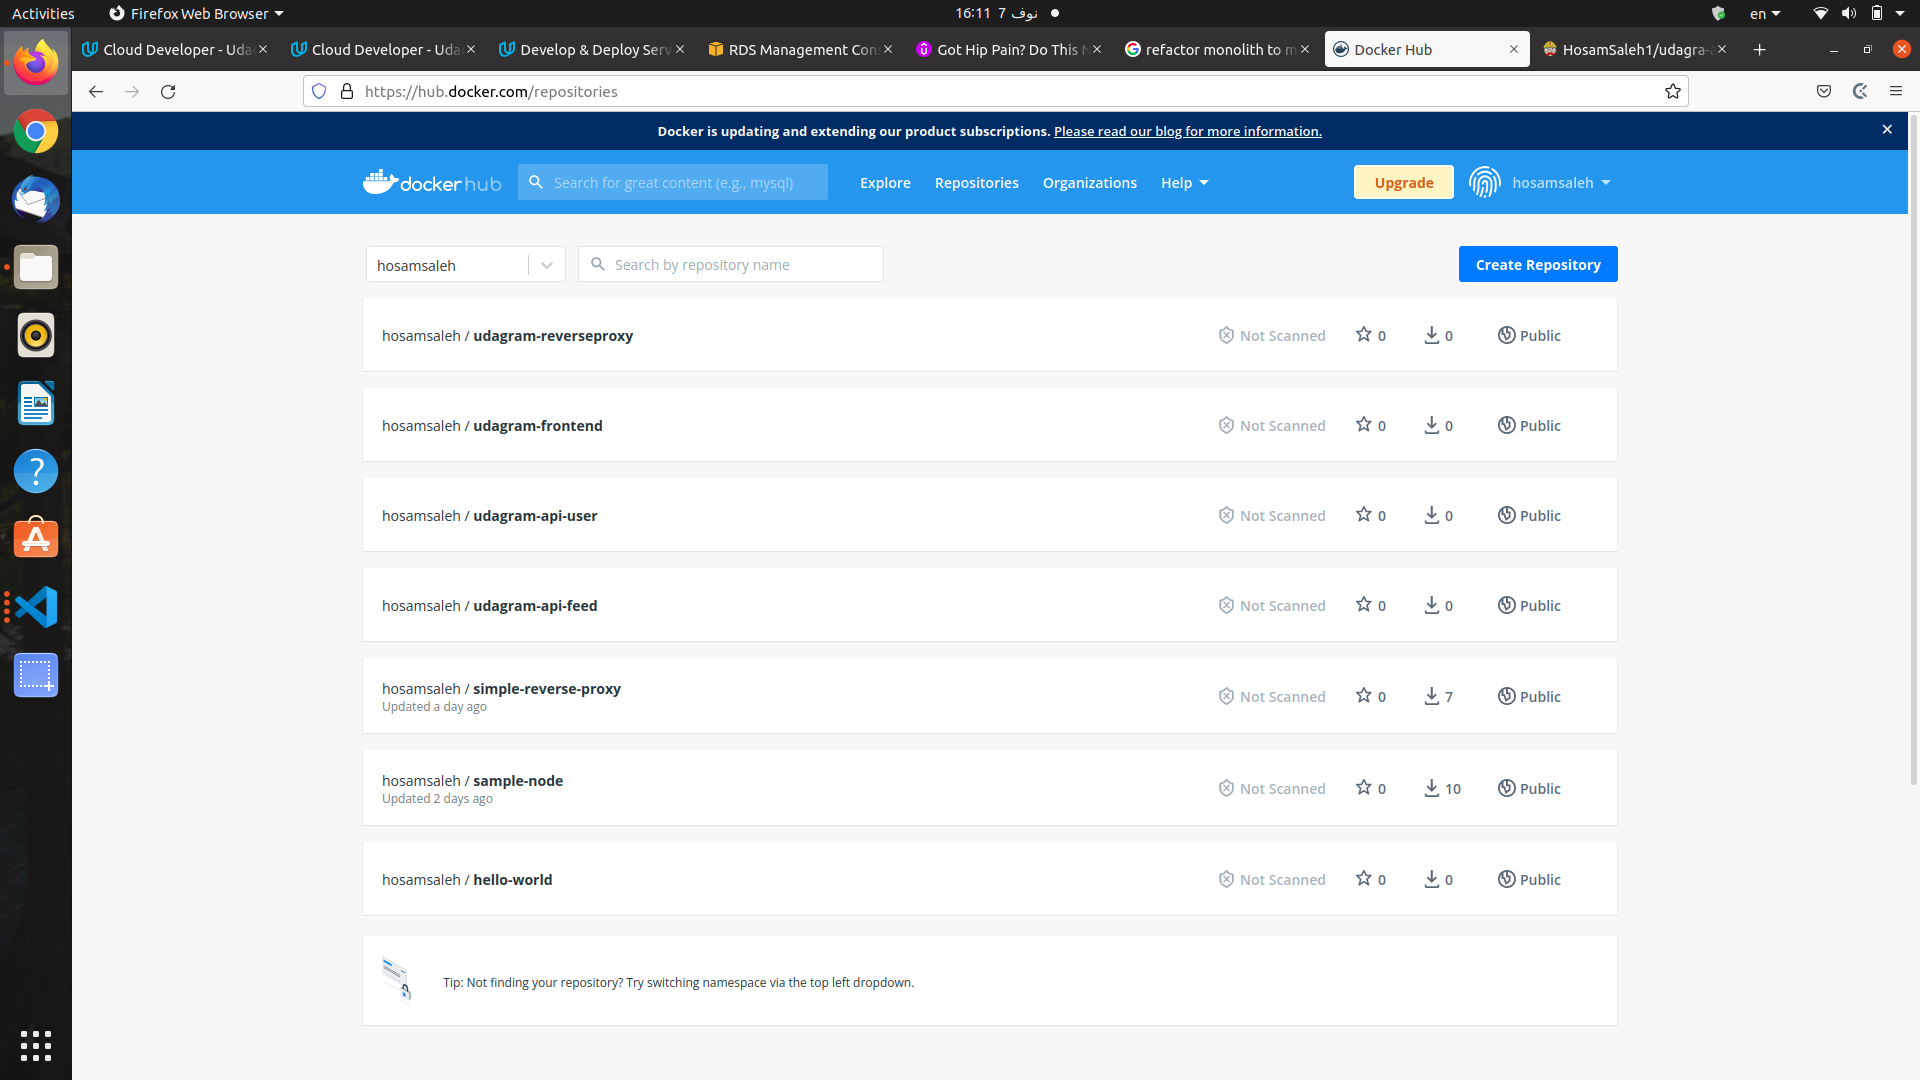 Activities
Firefox Web Browser
16:11 7 نوف
en
Cloud Developer - Uda
Cloud Developer - Uda
Develop & Deploy Serv
RDS Management Cons
Got Hip Pain? Do This N
refactor monolith to m
Docker Hub
HosamSaleh1/udagra-a
https://hub.docker.com/repositories
Docker is updating and extending our product subscriptions. Please read our blog for more information.
docker hub
Search for great content (e.g., mysql)
Explore
Repositories
Organizations
Help
Upgrade
hosamsaleh
hosamsaleh
Search by repository name
Create Repository
hosamsaleh / udagram-reverseproxy
Not Scanned 0 0 Public
hosamsaleh / udagram-frontend
Not Scanned 0 0 Public
hosamsaleh / udagram-api-user
Not Scanned 0 0 Public
hosamsaleh / udagram-api-feed
Not Scanned 0 0 Public
hosamsaleh / simple-reverse-proxy
Updated a day ago
Not Scanned 0 7 Public
hosamsaleh / sample-node
Updated 2 days ago
Not Scanned 0 10 Public
hosamsaleh / hello-world
Not Scanned 0 0 Public
Tip: Not finding your repository? Try switching namespace via the top left dropdown.